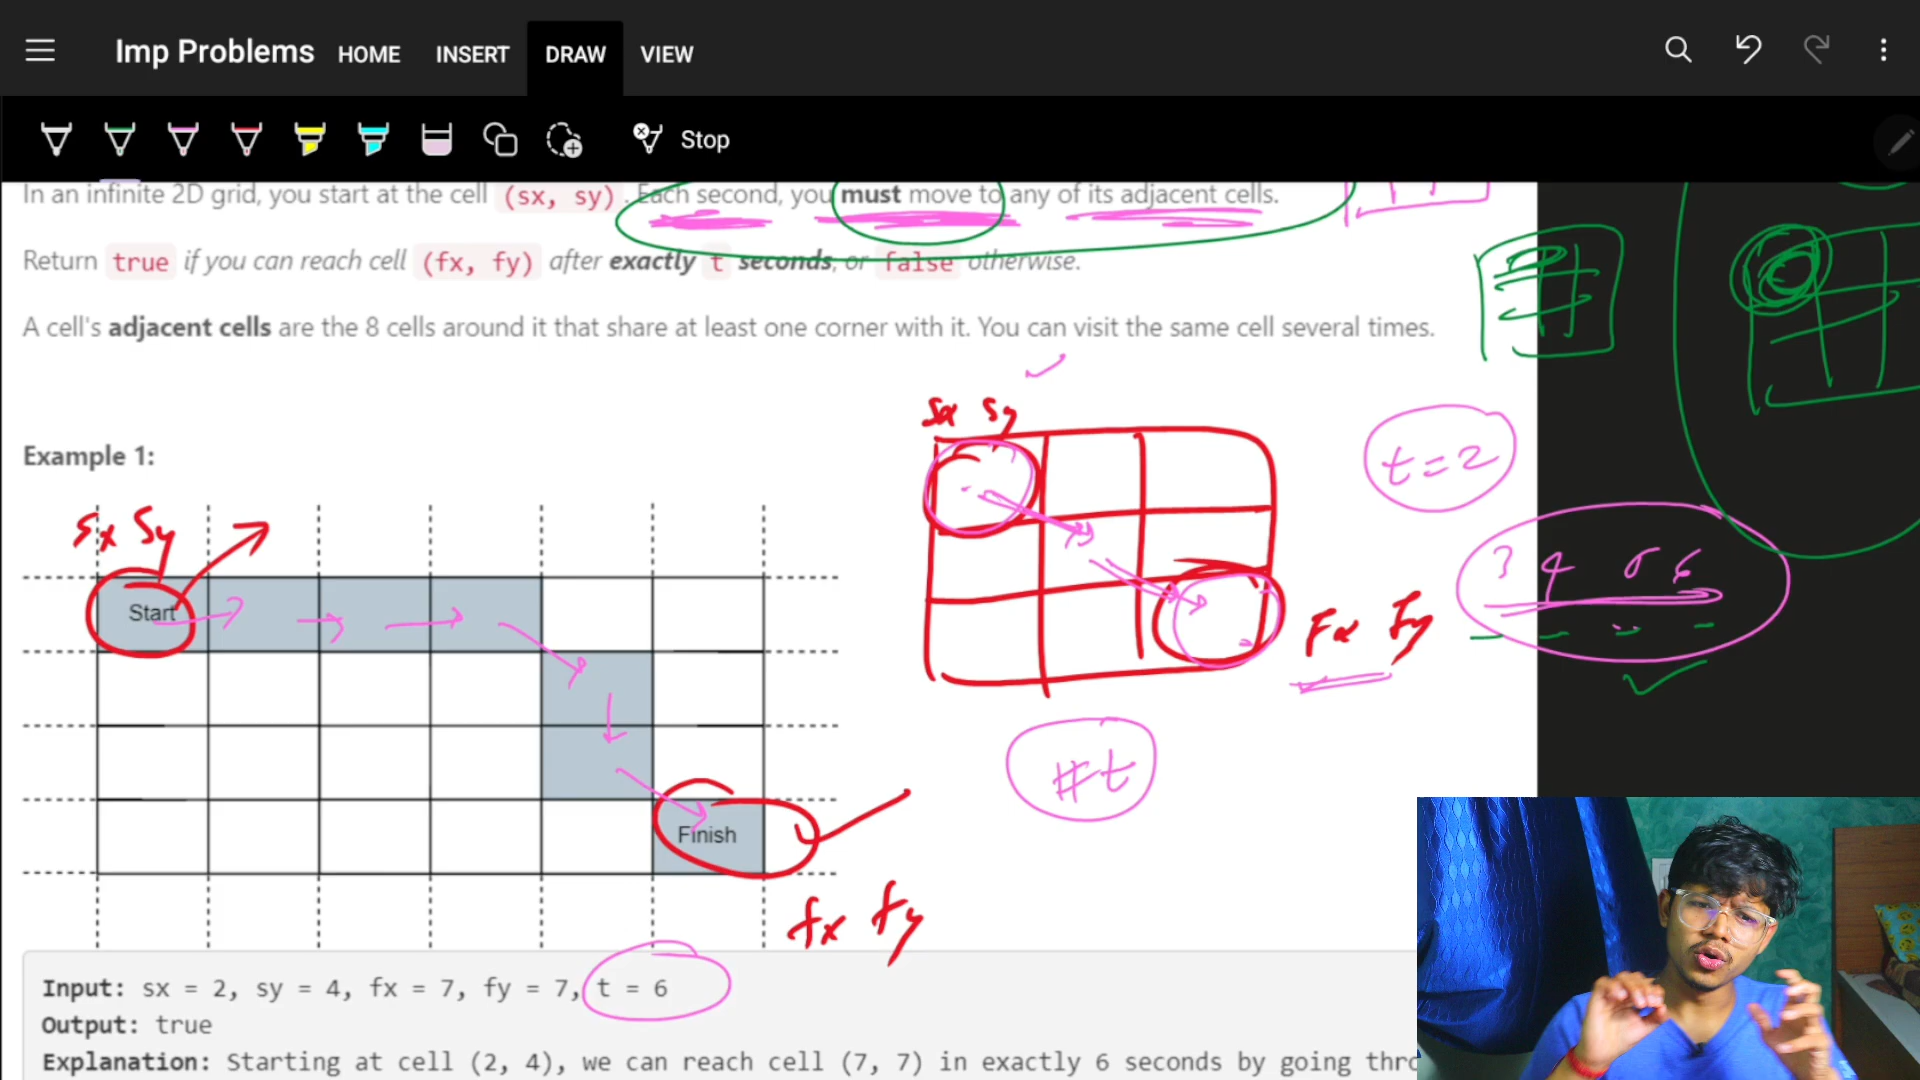 Imp Problems HOME INSERT DRAW VIEW
Stop
In an infinite 2D grid, you start at the cell (sx, sy). Each second, you must move to any of its adjacent cells.
Return true if you can reach cell (fx, fy) after exactly t seconds, or false otherwise.
A cell's adjacent cells are the 8 cells around it that share at least one corner with it. You can visit the same cell several times.
sx sy
t=2
Example 1:
sx sy
3 4 5 6
Start
Fx Fy
#t
Finish
fx fy
Input: sx = 2, sy = 4, fx = 7, fy = 7, t = 6
Output: true
Explanation: Starting at cell (2, 4), we can reach cell (7, 7) in exactly 6 seconds by going thro